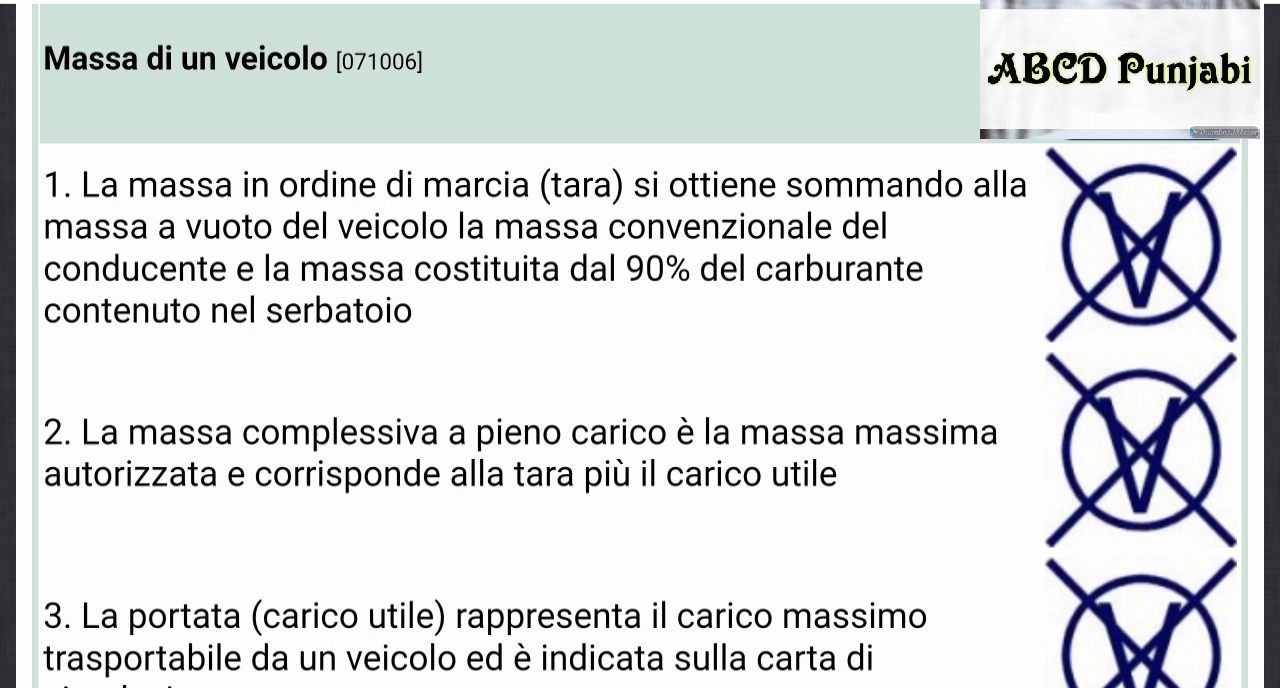 Massa di un veicolo [071006]
ABCD Punjabi
1. La massa in ordine di marcia (tara) si ottiene sommando alla
massa a vuoto del veicolo la massa convenzionale del
conducente e la massa costituita dal 90% del carburante
contenuto nel serbatoio
V
2. La massa complessiva a pieno carico è la massa massima
autorizzata e corrisponde alla tara più il carico utile
V
3. La portata (carico utile) rappresenta il carico massimo
trasportabile da un veicolo ed è indicata sulla carta di
V